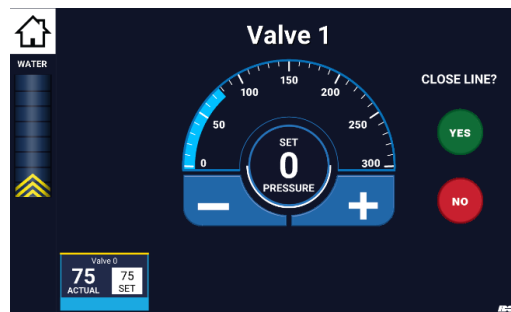 Valve 1
WATER
CLOSE LINE?
0
50
100
150
200
250
300
SET
0
PRESSURE
YES
NO
Valve 0
75 ACTUAL
75 SET